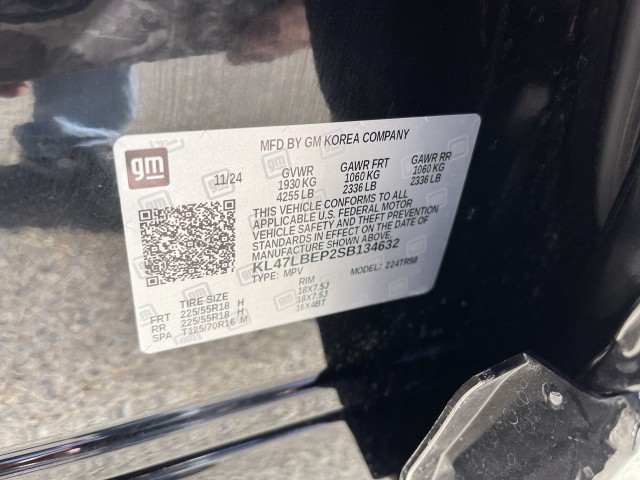 MFD BY GM KOREA COMPANY
gm
11/24 GVWR GAWR FRT GAWR RR
1930 KG 1060 KG 1060 KG
4255 LB 2336 LB 2336 LB
THIS VEHICLE CONFORMS TO ALL
APPLICABLE U.S. FEDERAL MOTOR
VEHICLE SAFETY AND THEFT PREVENTION
STANDARDS IN EFFECT ON THE DATE OF
MANUFACTURE SHOWN ABOVE.
KL47LBEP2SB134632
TYPE: MPV MODEL: 224TR58
TIRE SIZE RIM
FRT 225/55R18 H 18X7.5J
RR 225/55R18 H 18X7.5J
SPA T125/70R16 M 16X4BT